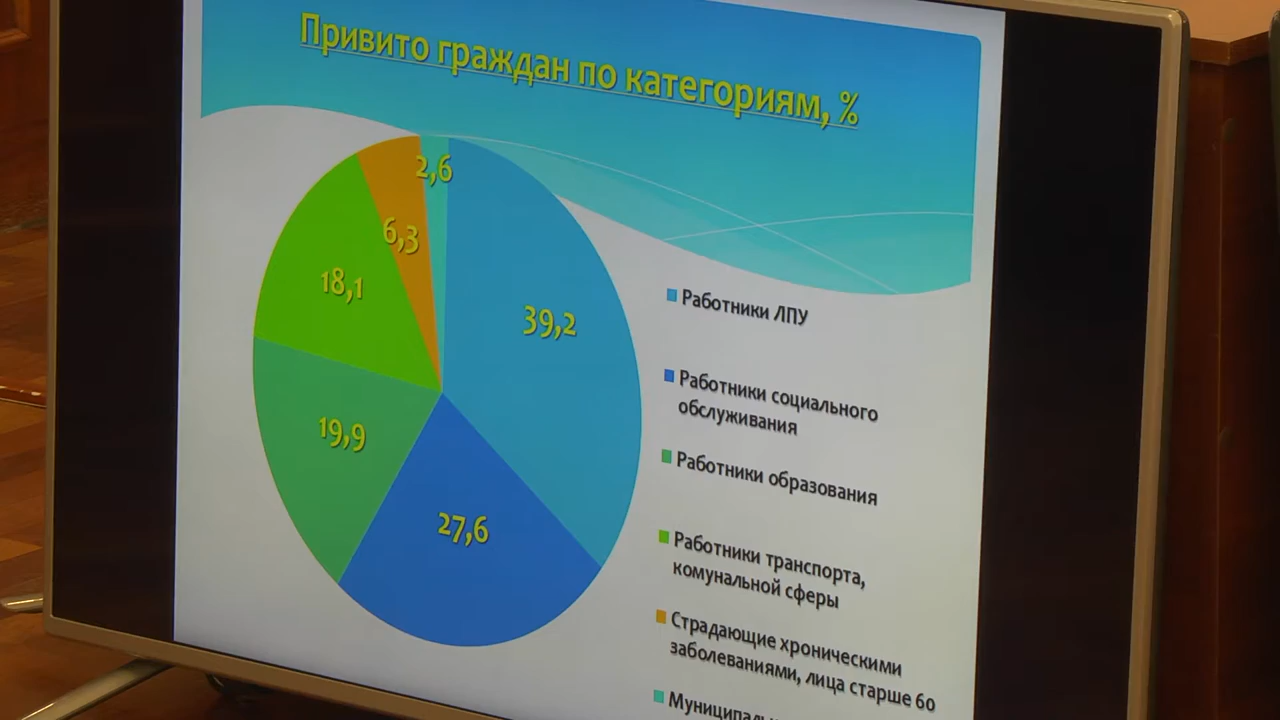 Привито граждан по категориям, %
2,6
6,3
18,1
39,2
19,9
27,6
Работники ЛПУ
Работники социального
обслуживания
Работники образования
Работники транспорта,
комунальной сферы
Страдающие хроническими
заболеваниями, лица старше 60